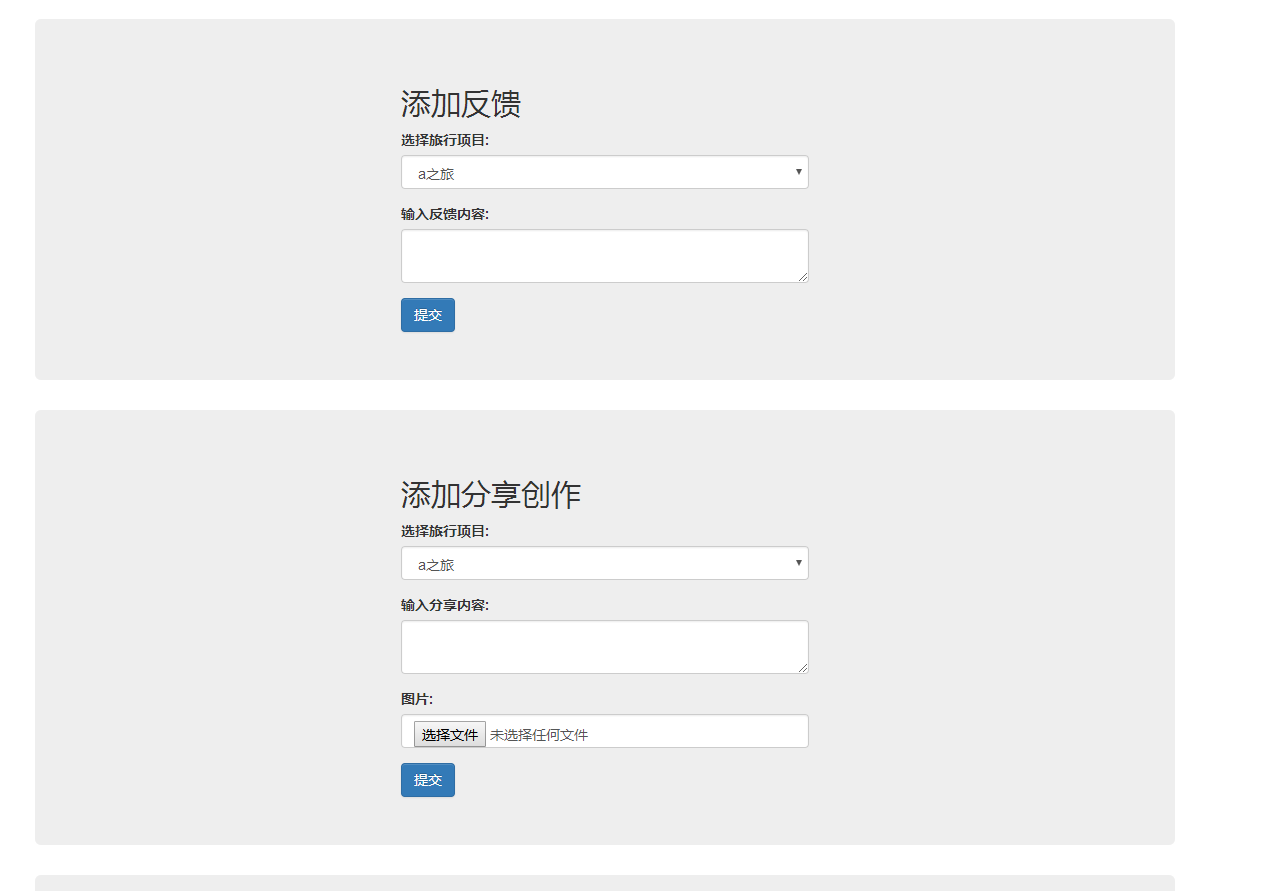 添加反馈
选择旅行项目:
a之旅
输入反馈内容:
提交
添加分享创作
选择旅行项目:
a之旅
输入分享内容:
图片:
选择文件 未选择任何文件
提交